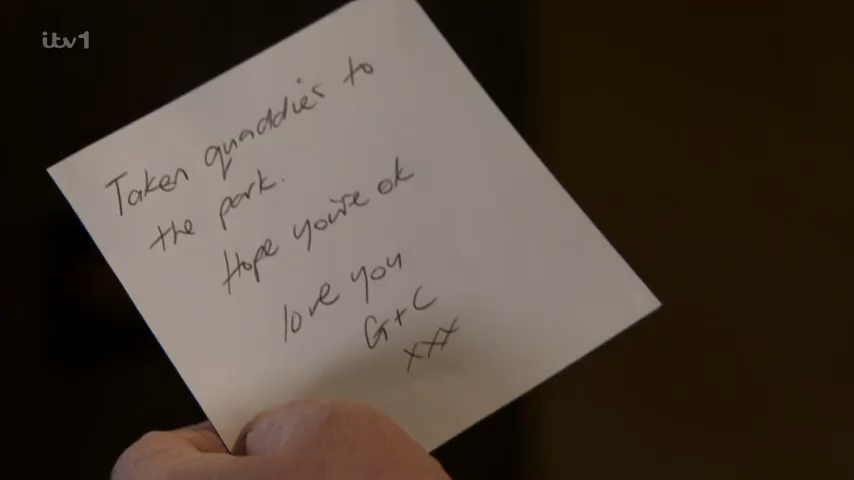 itv1
Taken quaddies to
the park.
Hope you're ok
love you
G+C
xxx